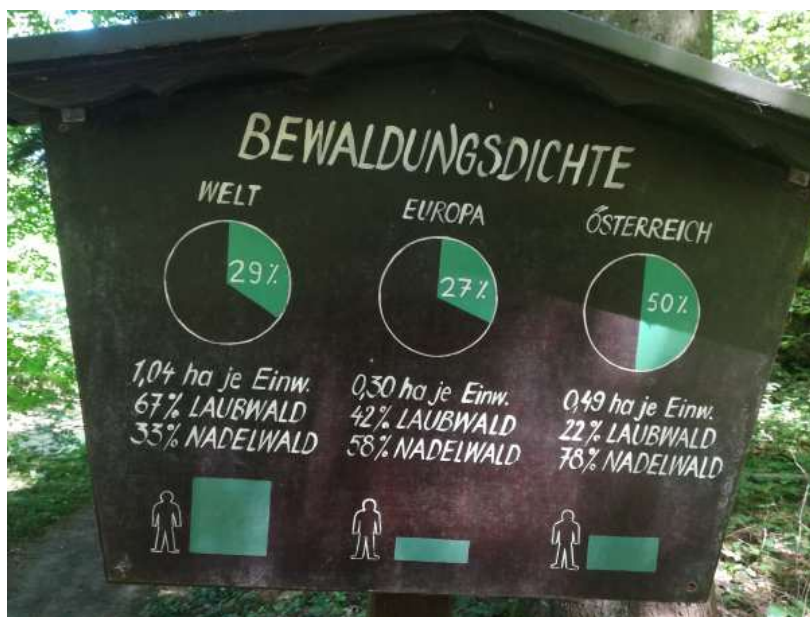 BEWALDUNGSDICHTE
WELT
29%
1,04 ha je Einw.
67% LAUBWALD
33% NADELWALD
EUROPA
27%
0,30 ha je Einw.
42% LAUBWALD
58% NADELWALD
ÖSTERREICH
50%
0,49 ha je Einw.
22% LAUBWALD
78% NADELWALD